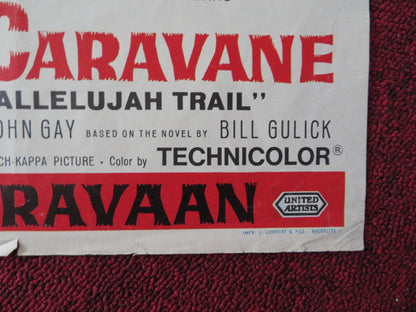 CARAVANE
ALLELUJAH TRAIL"
OHN GAY BASED ON THE NOVEL BY BILL GULICK
CH-KAPPA PICTURE • Color by TECHNICOLOR®
RAVAAN UNITED ARTISTS
IMPR. J. LICHTERT & FILS - BRUXELLES